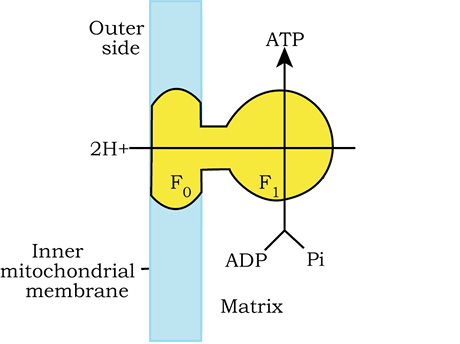 Outer
side
ATP
2H+
F0
F1
Inner
mitochondrial
membrane
ADP
Pi
Matrix